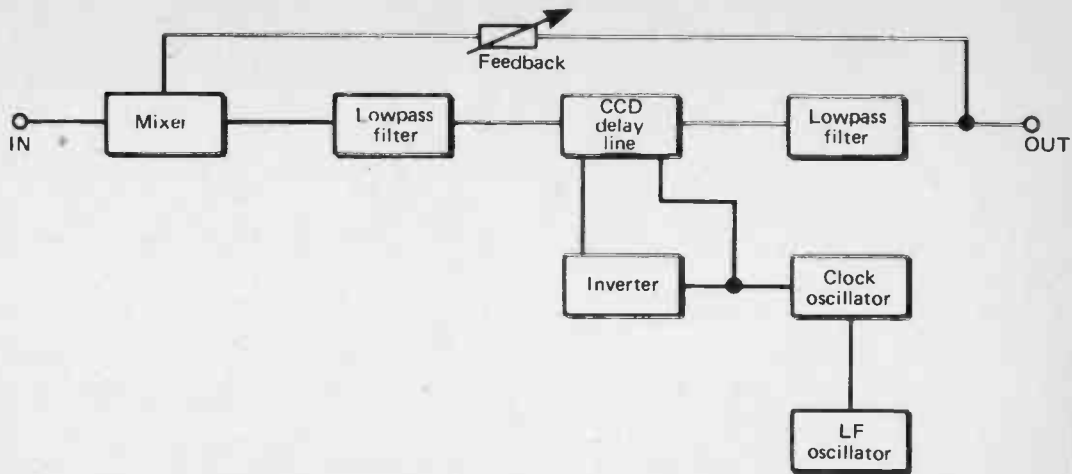 Feedback
IN
Mixer
Lowpass
filter
CCD
delay
line
Lowpass
filter
OUT
Inverter
Clock
oscillator
LF
oscillator